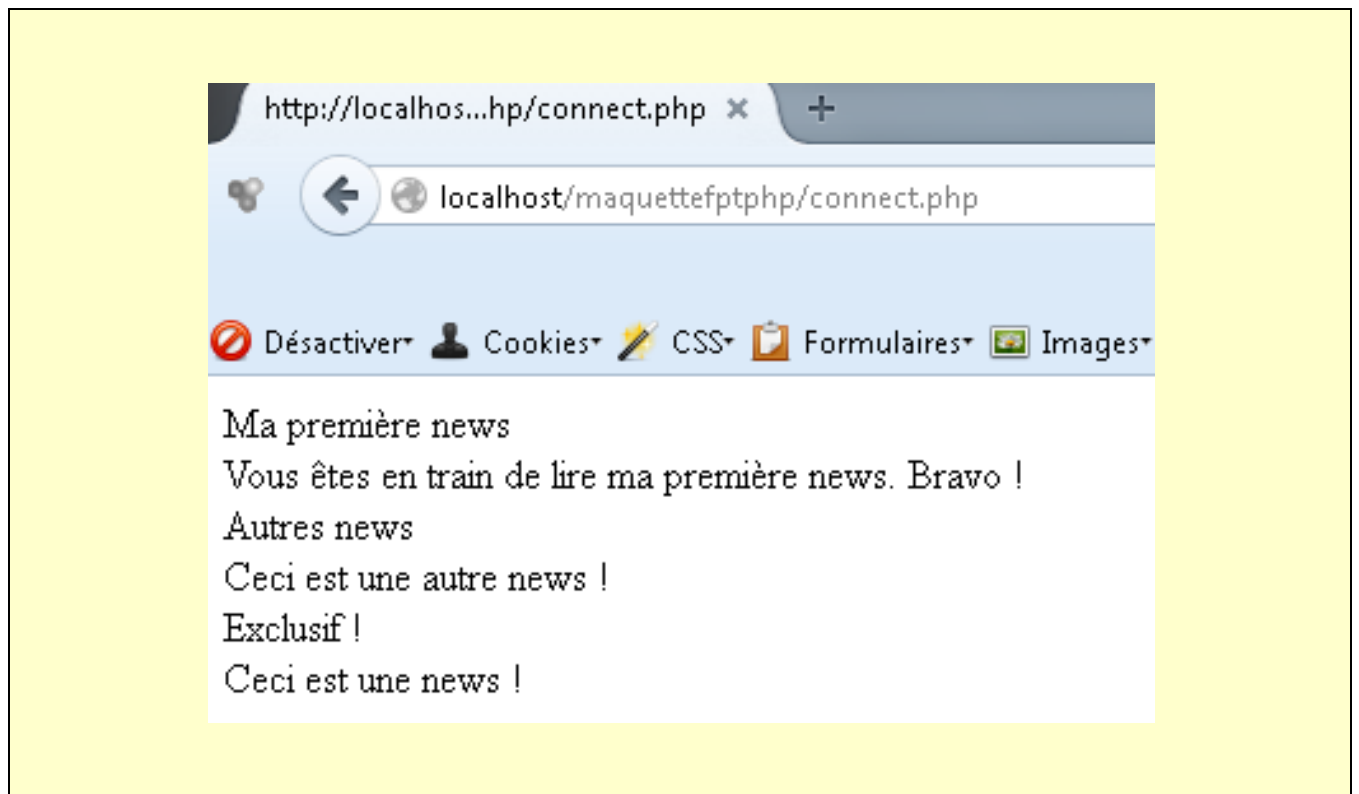 http://localhos...hp/connect.php
localhost/maquettefptphp/connect.php
Désactiver Cookies CSS Formulaires Images
Ma première news
Vous êtes en train de lire ma première news. Bravo !
Autres news
Ceci est une autre news !
Exclusif !
Ceci est une news !